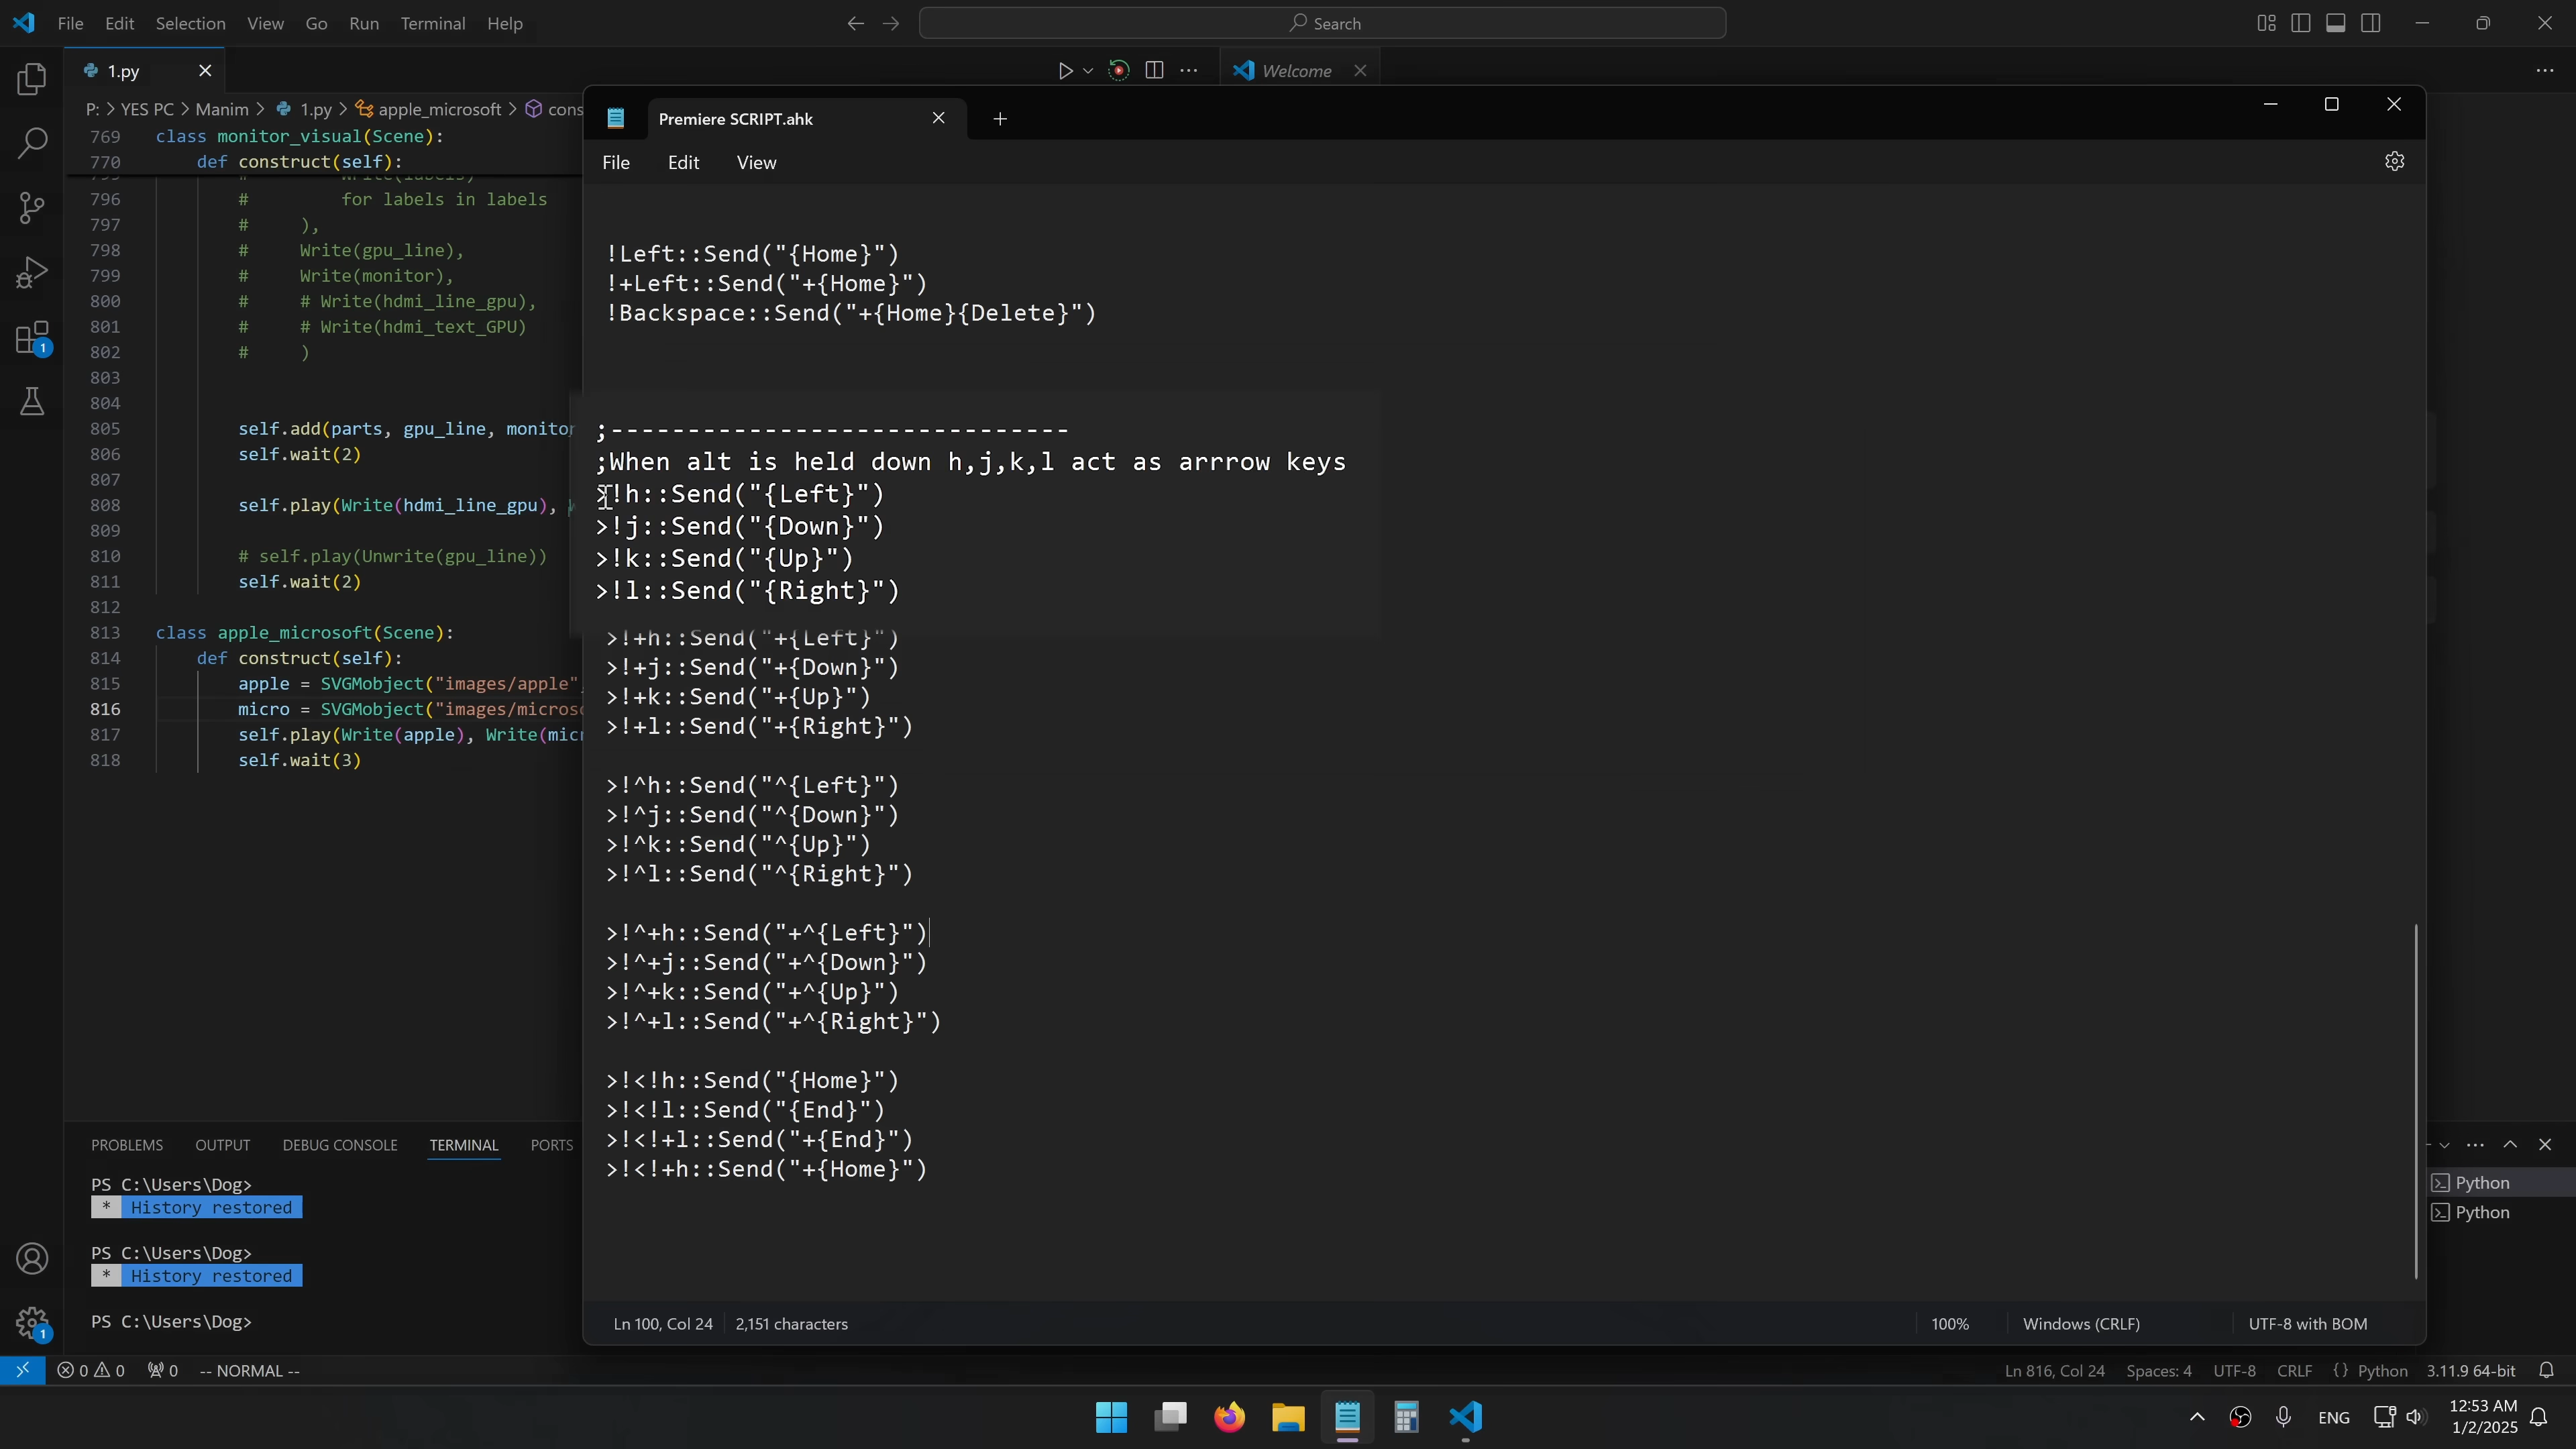 File Edit Selection View Go Run Terminal Help
Search
1.py
Welcome
P: > YES PC > Manim > 1.py > apple_microsoft > cons
769 class monitor_visual(Scene):
770 def construct(self):
796 # for labels in labels
797 # ),
798 # Write(gpu_line),
799 # Write(monitor),
800 # # Write(hdmi_line_gpu),
801 # # Write(hdmi_text_GPU)
802 # )
803
804
805 self.add(parts, gpu_line, monitor
806 self.wait(2)
807
808 self.play(Write(hdmi_line_gpu),
809
810 # self.play(Unwrite(gpu_line))
811 self.wait(2)
812
813 class apple_microsoft(Scene):
814 def construct(self):
815 apple = SVGMobject("images/apple"
816 micro = SVGMobject("images/microso
817 self.play(Write(apple), Write(micr
818 self.wait(3)
PROBLEMS OUTPUT DEBUG CONSOLE TERMINAL PORTS
PS C:\Users\Dog>
* History restored
PS C:\Users\Dog>
* History restored
PS C:\Users\Dog>
Premiere SCRIPT.ahk
File Edit View
!Left::Send("{Home}")
!+Left::Send("+{Home}")
!Backspace::Send("+{Home}{Delete}")
;------------------------------
;When alt is held down h,j,k,l act as arrrow keys
>!h::Send("{Left}")
>!j::Send("{Down}")
>!k::Send("{Up}")
>!l::Send("{Right}")
>!+h::Send("+{Left}")
>!+j::Send("+{Down}")
>!+k::Send("+{Up}")
>!+l::Send("+{Right}")
>!^h::Send("^{Left}")
>!^j::Send("^{Down}")
>!^k::Send("^{Up}")
>!^l::Send("^{Right}")
>!^+h::Send("+^{Left}")
>!^+j::Send("+^{Down}")
>!^+k::Send("+^{Up}")
>!^+l::Send("+^{Right}")
>!<!h::Send("{Home}")
>!<!l::Send("{End}")
>!<!+l::Send("+{End}")
>!<!+h::Send("+{Home}")
Ln 100, Col 24 2,151 characters 100% Windows (CRLF) UTF-8 with BOM
Python
Python
1
1
0 0 0 -- NORMAL -- Ln 816, Col 24 Spaces: 4 UTF-8 CRLF {} Python 3.11.9 64-bit
ENG
12:53 AM
1/2/2025